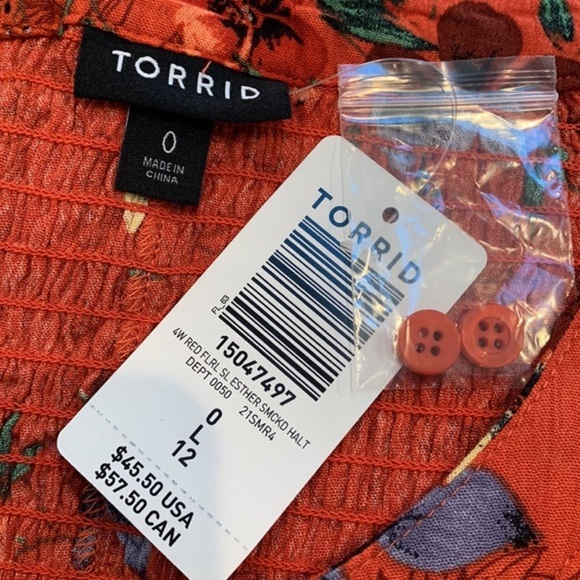 TORRID
0
MADE IN
CHINA
TORRID
PL_03
15047497
4W RED FLRL SL ESTHER SMCKD HALT
DEPT 0050 21SMR4
0
L
12
$45.50 USA
$57.50 CAN